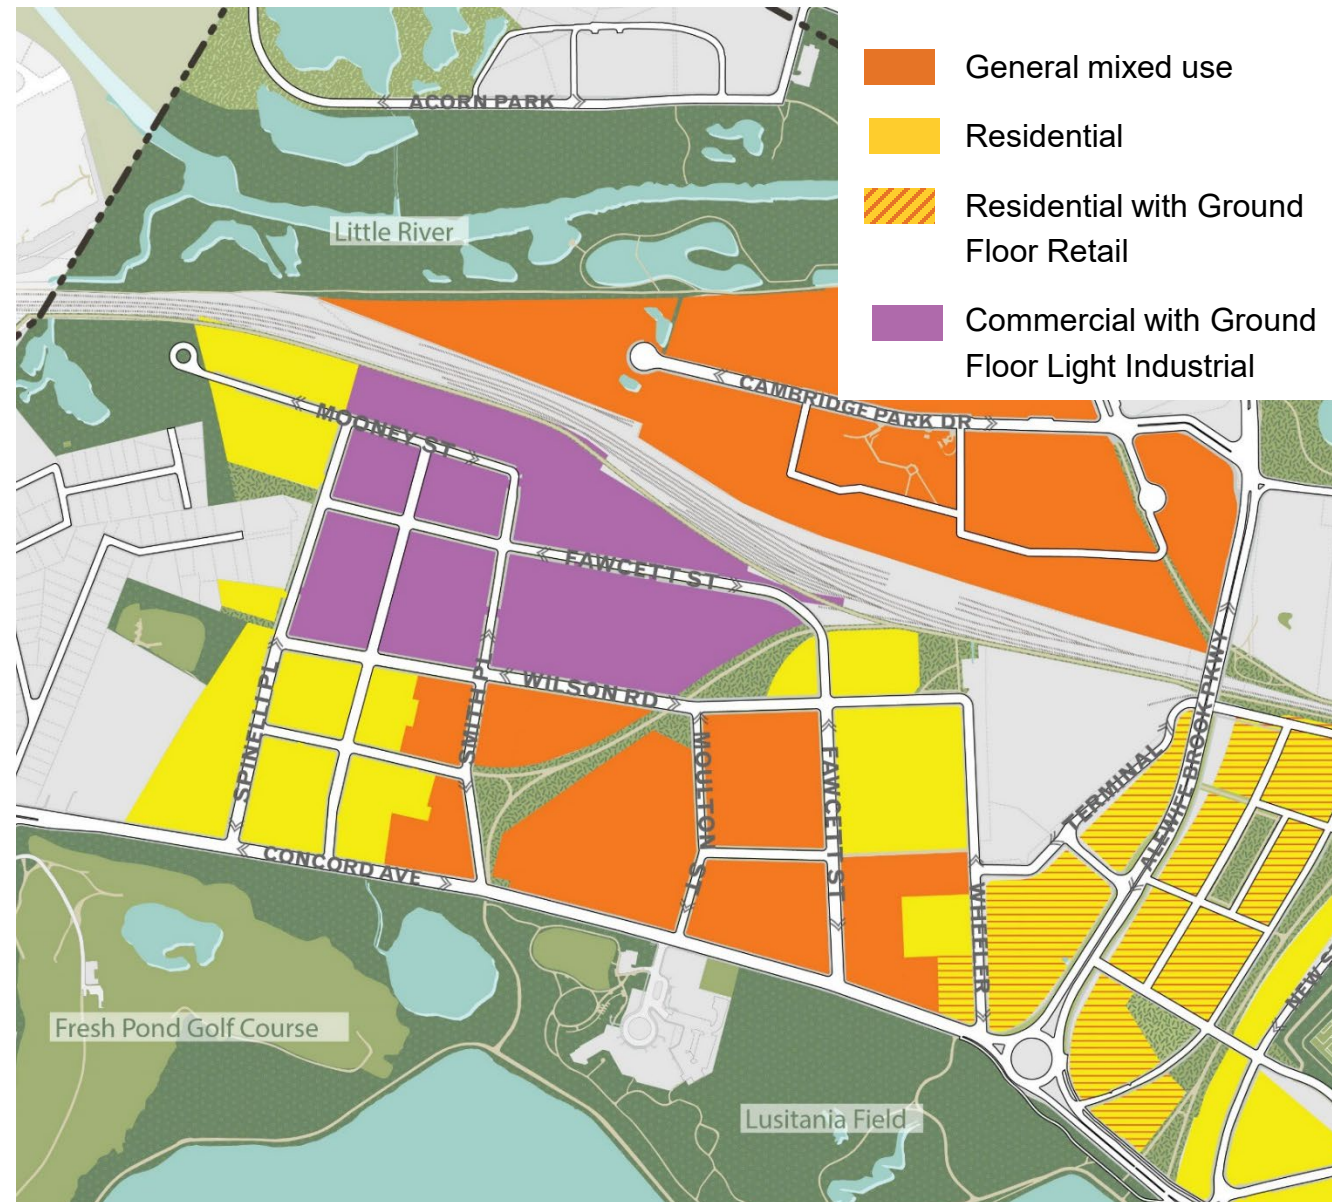 General mixed use
Residential
Residential with Ground
Floor Retail
Commercial with Ground
Floor Light Industrial
ACORN PARK
Little River
CAMBRIDGE PARK DR
MOONEY ST
FAWCETT ST
WILSON RD
SPINELLI PL
SMITH PL
MOULTON ST
FAWCETT ST
TERMINAL
ALEWIFE BROOK PKWY
WHEELER
CONCORD AVE
NEW S
Fresh Pond Golf Course
Lusitania Field